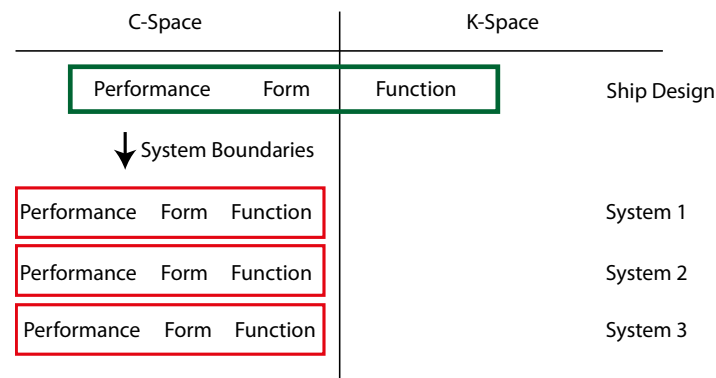 C-Space K-Space
Performance Form Function Ship Design
System Boundaries
Performance Form Function System 1
Performance Form Function System 2
Performance Form Function System 3